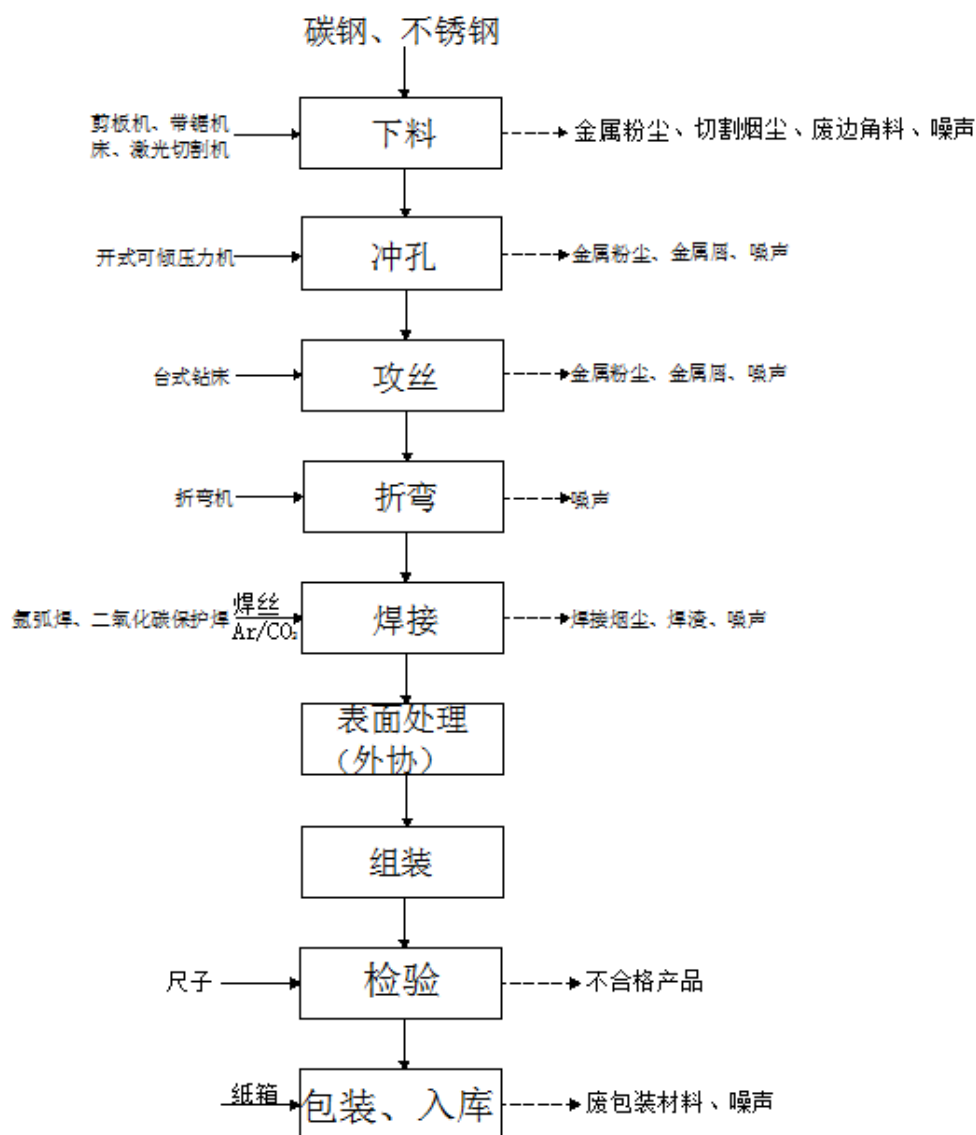 碳钢、不锈钢
剪板机、带锯机
床、激光切割机
下料
金属粉尘、切割烟尘、废边角料、噪声
开式可倾压力机
冲孔
金属粉尘、金属屑、噪声
台式钻床
攻丝
金属粉尘、金属屑、噪声
折弯机
折弯
噪声
氩弧焊、二氧化碳保护焊
焊丝
Ar/CO₂
焊接
焊接烟尘、焊渣、噪声
表面处理
（外协）
组装
尺子
检验
不合格产品
纸箱
包装、入库
废包装材料、噪声